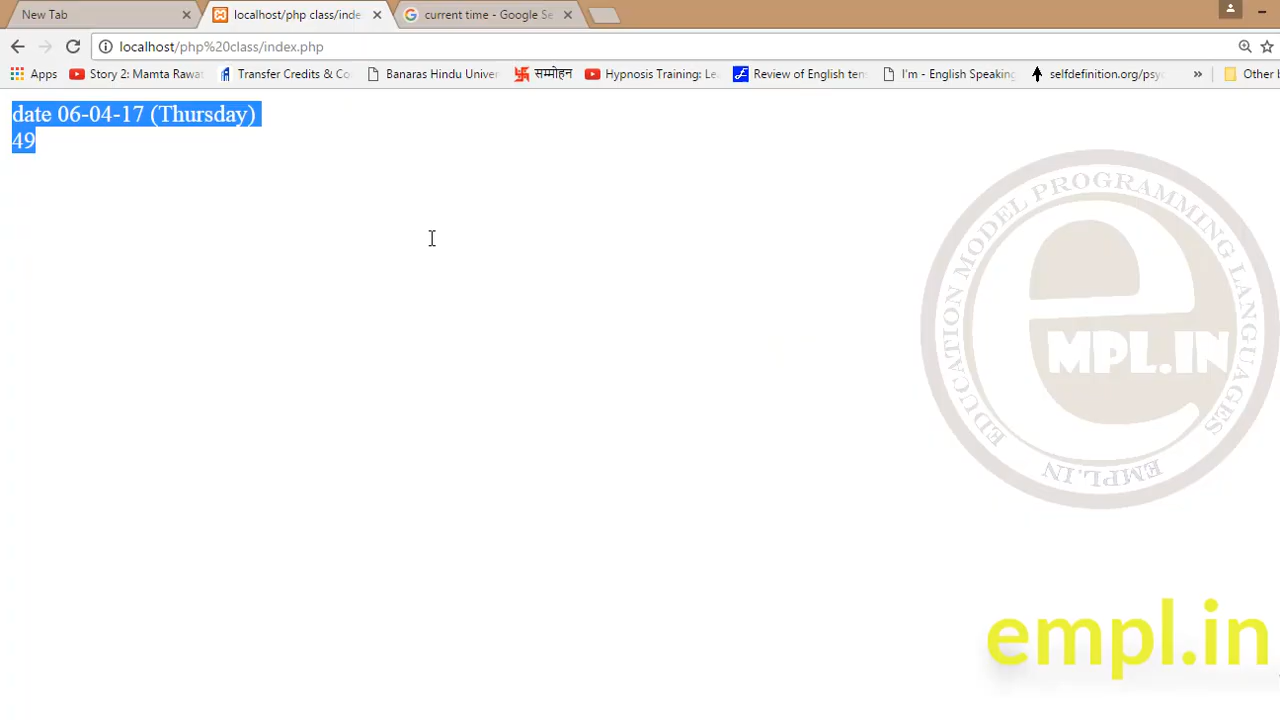 New Tab
localhost/php class/inde
current time - Google Se
localhost/php%20class/index.php
Apps
Story 2: Mamta Rawat
Transfer Credits & Co
Banaras Hindu Univer
सम्मोहन
Hypnosis Training: Le
Review of English ten
I'm - English Speaking
selfdefinition.org/psyc
»
Other b
date 06-04-17 (Thursday)
49
EDUCATION MODEL PROGRAMMING LANGUAGES
eMPL.IN
EMPL.IN
empl.in